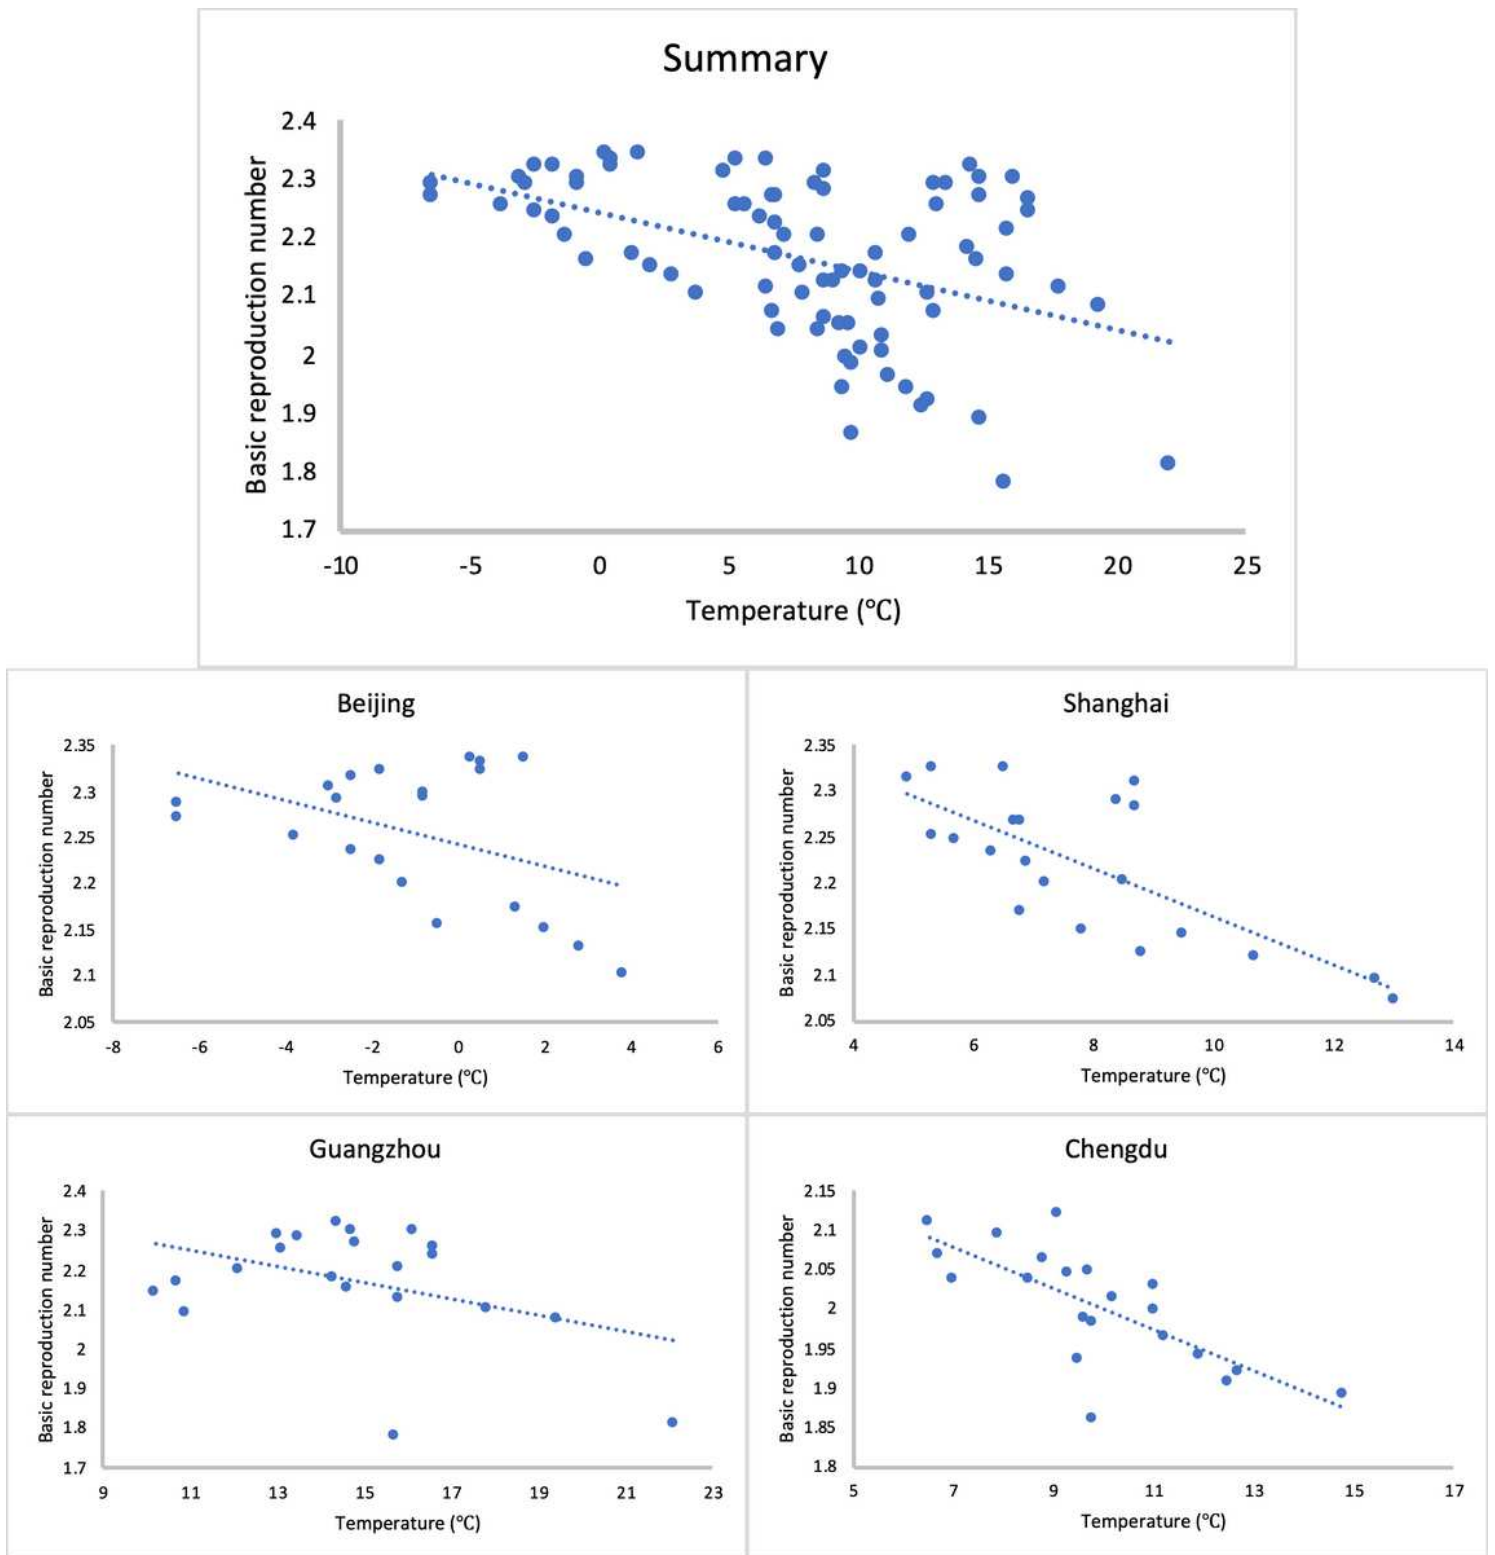 Summary
Basic reproduction number
2.4
2.3
2.2
2.1
2
1.9
1.8
1.7
-10 -5 0 5 10 15 20 25
Temperature (℃)
Beijing
Basic reproduction number
2.35
2.3
2.25
2.2
2.15
2.1
2.05
-8 -6 -4 -2 0 2 4 6
Temperature (℃)
Shanghai
Basic reproduction number
2.35
2.3
2.25
2.2
2.15
2.1
2.05
4 6 8 10 12 14
Temperature (℃)
Guangzhou
Basic reproduction number
2.4
2.3
2.2
2.1
2
1.9
1.8
1.7
9 11 13 15 17 19 21 23
Temperature (℃)
Chengdu
Basic reproduction number
2.15
2.1
2.05
2
1.95
1.9
1.85
1.8
5 7 9 11 13 15 17
Temperature (℃)